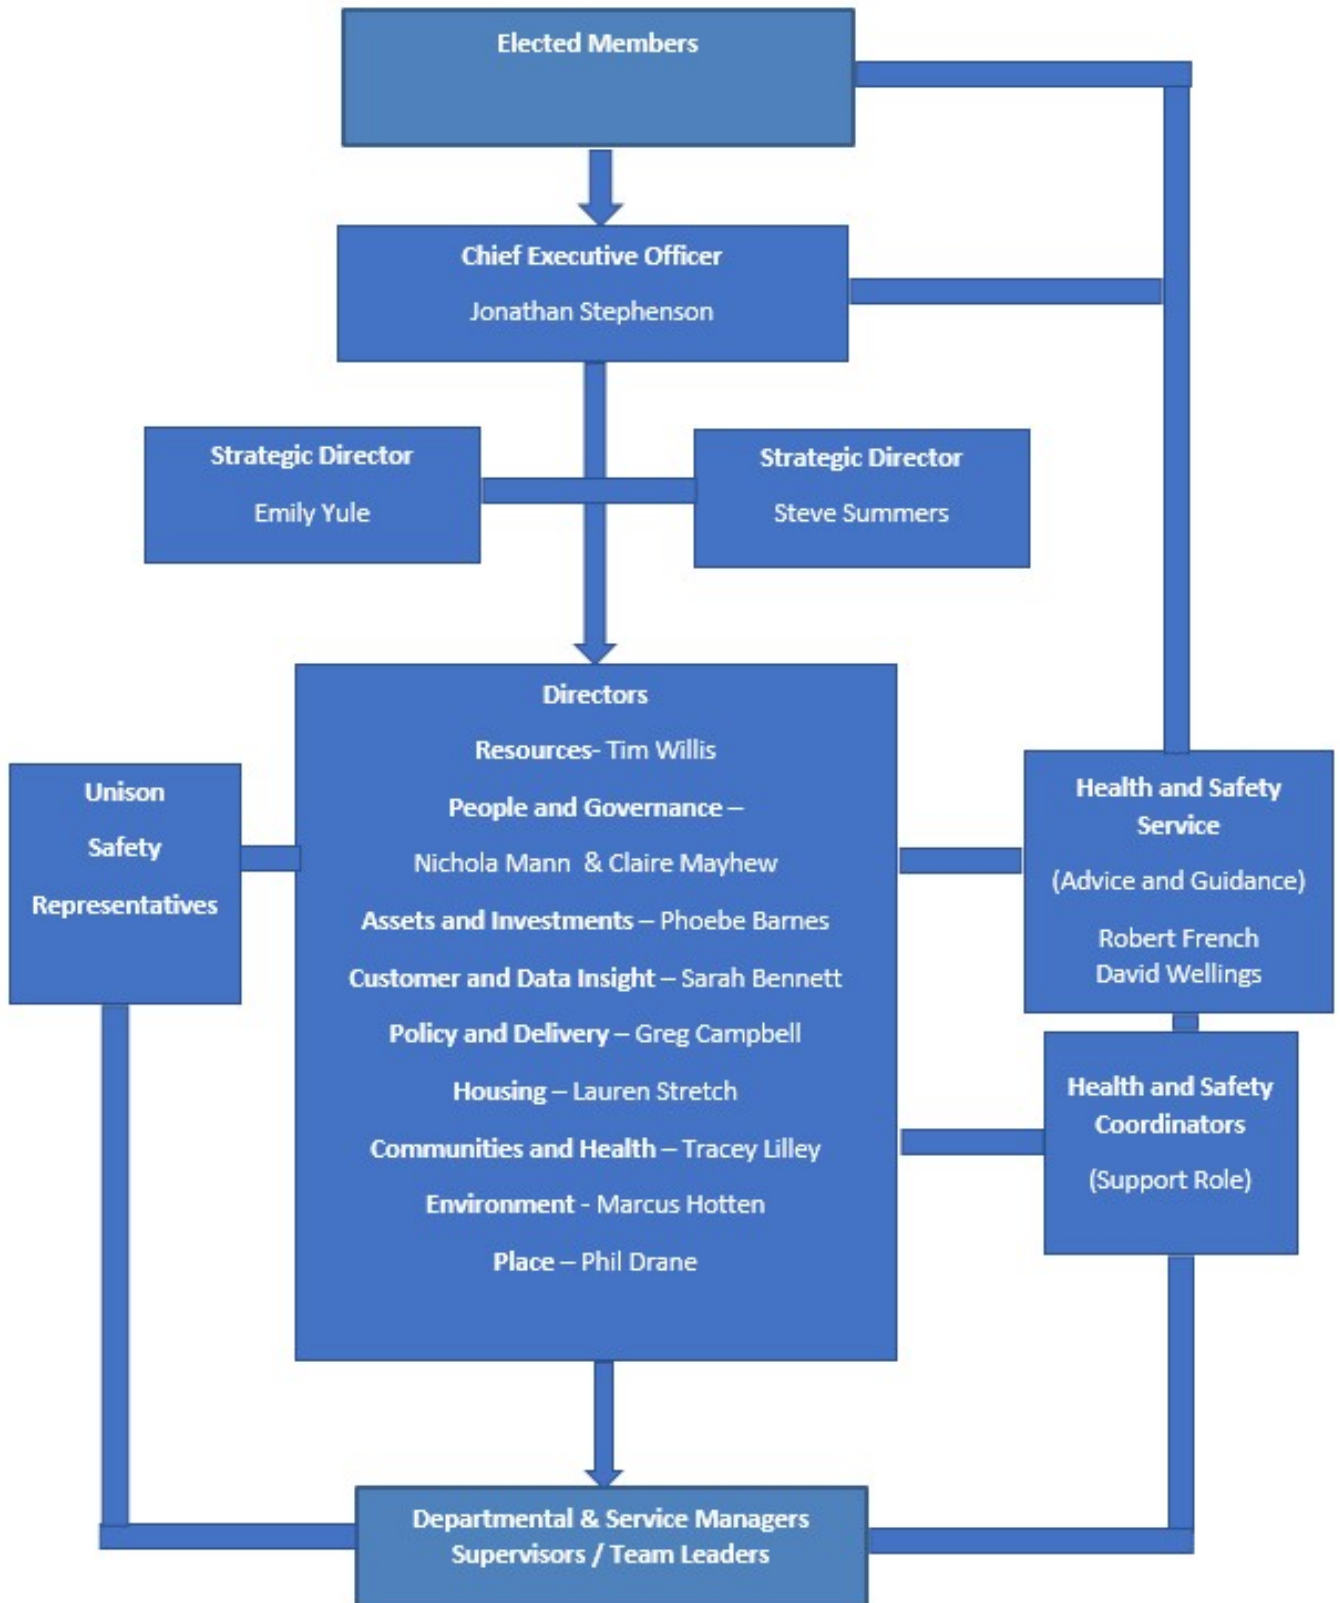 Elected Members
Chief Executive Officer
Jonathan Stephenson
Strategic Director
Emily Yule
Strategic Director
Steve Summers
Directors
Resources- Tim Willis
People and Governance –
Nichola Mann & Claire Mayhew
Assets and Investments – Phoebe Barnes
Customer and Data Insight – Sarah Bennett
Policy and Delivery – Greg Campbell
Housing – Lauren Stretch
Communities and Health – Tracey Lilley
Environment - Marcus Hotten
Place – Phil Drane
Unison
Safety
Representatives
Health and Safety
Service
(Advice and Guidance)
Robert French
David Wellings
Health and Safety
Coordinators
(Support Role)
Departmental & Service Managers
Supervisors / Team Leaders